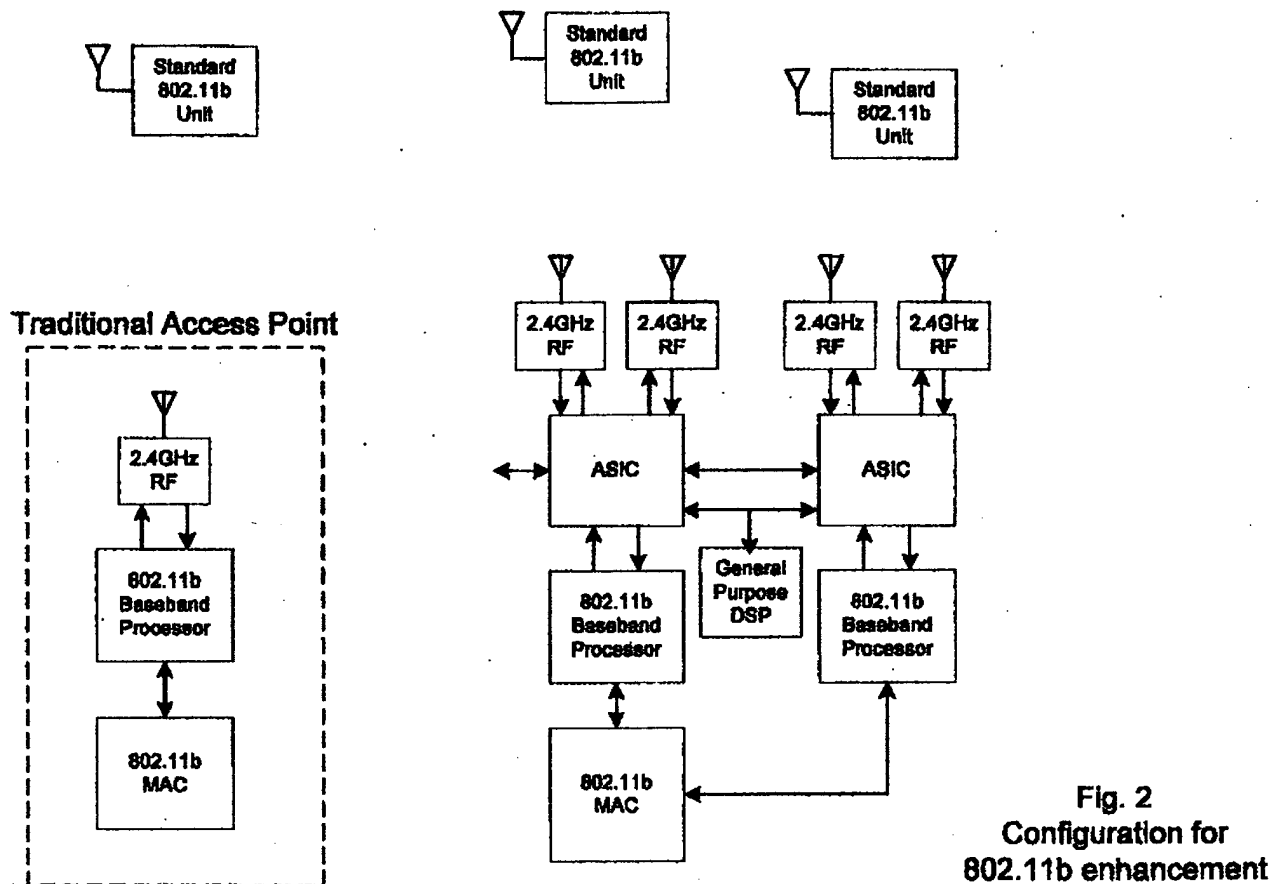 Standard
802.11b
Unit
Standard
802.11b
Unit
Standard
802.11b
Unit
Traditional Access Point
2.4GHz
RF
802.11b
Baseband
Processor
802.11b
MAC
2.4GHz
RF
2.4GHz
RF
2.4GHz
RF
2.4GHz
RF
ASIC
ASIC
802.11b
Baseband
Processor
General
Purpose
DSP
802.11b
Baseband
Processor
802.11b
MAC
Fig. 2
Configuration for
802.11b enhancement